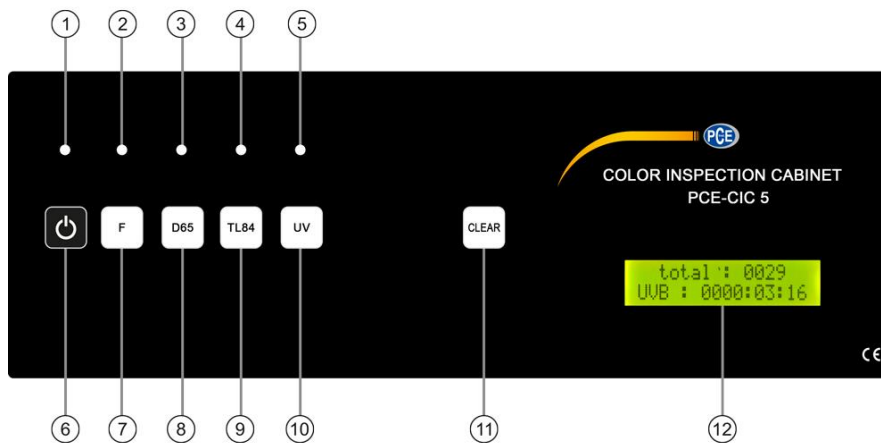 1 2 3 4 5
PCE
COLOR INSPECTION CABINET
PCE-CIC 5
F D65 TL84 UV CLEAR
total : 0029
UVB : 0000:03:16
CE
6 7 8 9 10 11 12